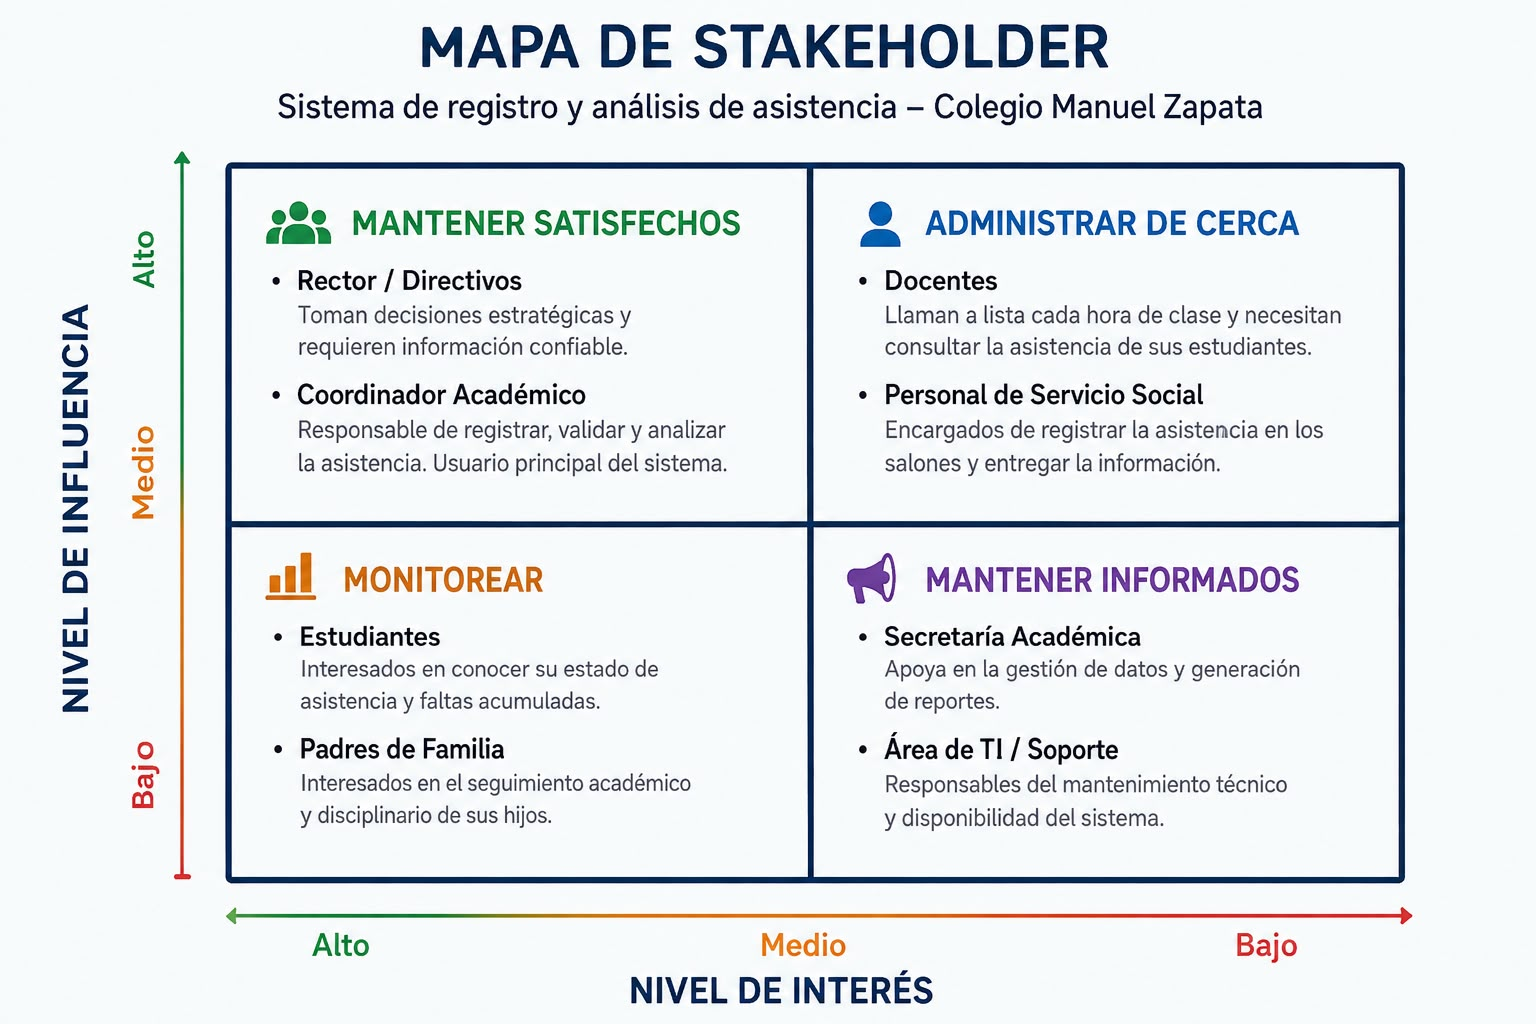 MAPA DE STAKEHOLDER
Sistema de registro y análisis de asistencia – Colegio Manuel Zapata
NIVEL DE INFLUENCIA
Alto
Medio
Bajo
MANTENER SATISFECHOS
• Rector / Directivos
Toman decisiones estratégicas y
requieren información confiable.
• Coordinador Académico
Responsable de registrar, validar y analizar
la asistencia. Usuario principal del sistema.
ADMINISTRAR DE CERCA
• Docentes
Llaman a lista cada hora de clase y necesitan
consultar la asistencia de sus estudiantes.
• Personal de Servicio Social
Encargados de registrar la asistencia en los
salones y entregar la información.
MONITOREAR
• Estudiantes
Interesados en conocer su estado de
asistencia y faltas acumuladas.
• Padres de Familia
Interesados en el seguimiento académico
y disciplinario de sus hijos.
MANTENER INFORMADOS
• Secretaría Académica
Apoya en la gestión de datos y generación
de reportes.
• Área de TI / Soporte
Responsables del mantenimiento técnico
y disponibilidad del sistema.
Alto
Medio
Bajo
NIVEL DE INTERÉS